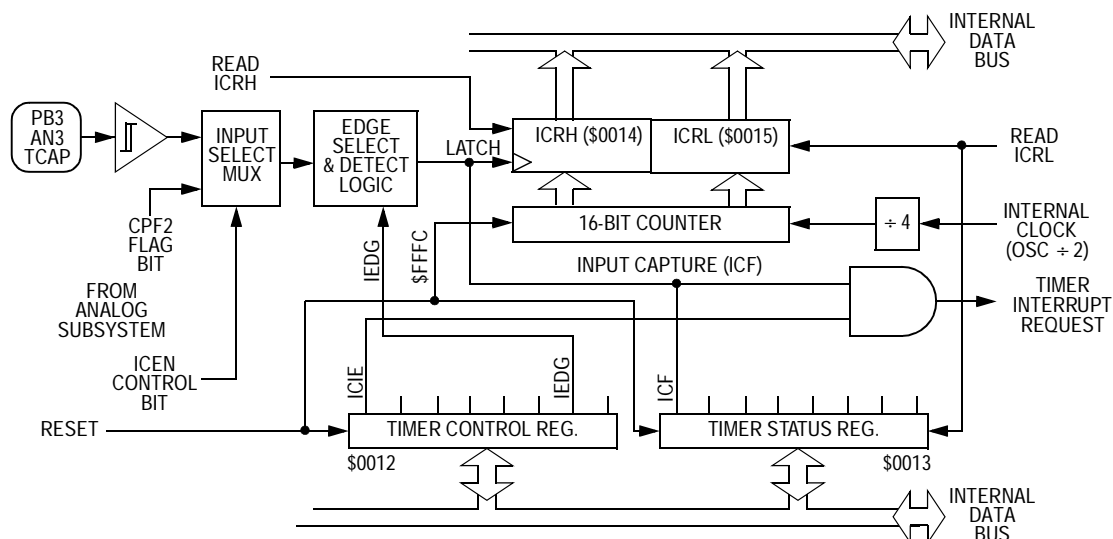 INTERNAL
DATA
BUS
READ
ICRH
PB3
AN3
TCAP
INPUT
SELECT
MUX
EDGE
SELECT
& DETECT
LOGIC
LATCH
ICRH ($0014)
ICRL ($0015)
READ
ICRL
16-BIT COUNTER
÷ 4
INTERNAL
CLOCK
(OSC ÷ 2)
CPF2
FLAG
BIT
IEDG
$FFFC
INPUT CAPTURE (ICF)
FROM
ANALOG
SUBSYSTEM
TIMER
INTERRUPT
REQUEST
ICEN
CONTROL
BIT
ICIE
IEDG
ICF
RESET
TIMER CONTROL REG.
TIMER STATUS REG.
$0012
$0013
INTERNAL
DATA
BUS